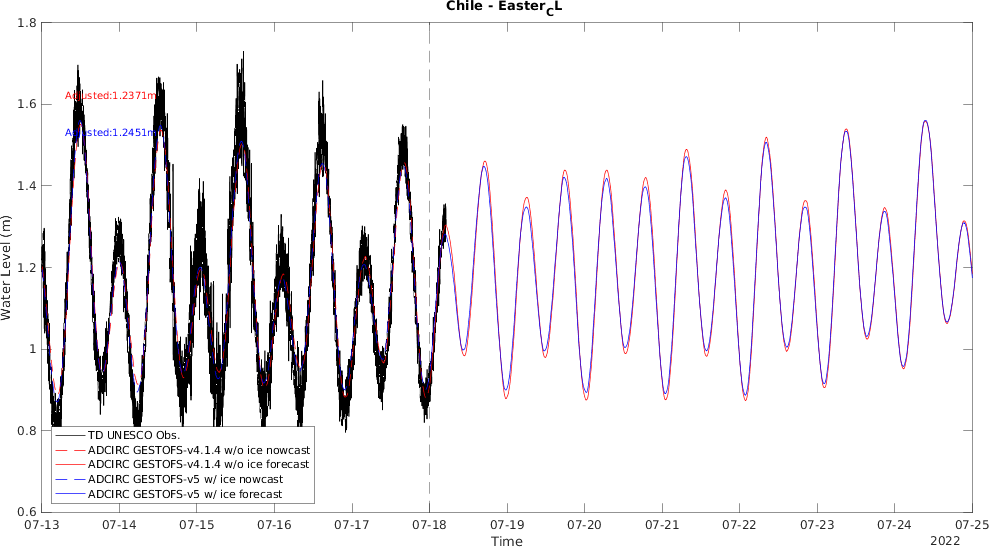 Chile - Easter_CL
1.8
1.6
1.4
1.2
1
0.8
0.6
Water Level (m)
Adjusted:1.2371m
Adjusted:1.2451m
TD UNESCO Obs.
ADCIRC GESTOFS-v4.1.4 w/o ice nowcast
ADCIRC GESTOFS-v4.1.4 w/o ice forecast
ADCIRC GESTOFS-v5 w/ ice nowcast
ADCIRC GESTOFS-v5 w/ ice forecast
07-13 07-14 07-15 07-16 07-17 07-18 07-19 07-20 07-21 07-22 07-23 07-24 07-25
Time
2022